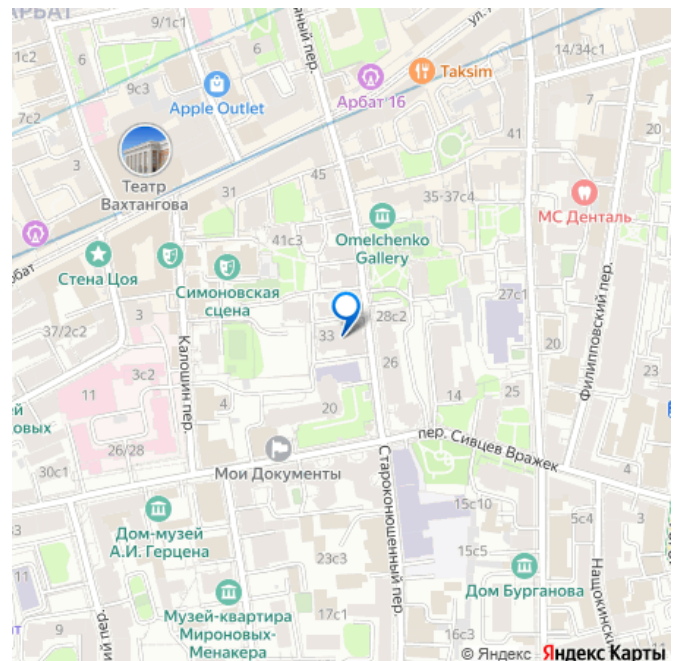 АРБАТ
9/1с1
14/34с1
1с2
6
6
9с3
Apple Outlet
Арбат 16
Taksim
7с2
7
20
3
41
Театр
Вахтангова
31
45
35-37с4
МС Денталь
Omelchenko
Gallery
41с3
Стена Цоя
Симоновская
сцена
27с1
Филипповский пер.
37/2с2
3
33
28с2
20
13
Калошин пер.
26
3с2
11
14
25
4
20
26/28
пер. Сивцев Вражек
30с1
Мои Документы
4
Староконюшенный пер.
15с10
5с4
3
Дом-музей
А.И. Герцена
15с5
23с3
11
Дом Бурганова
Музей-квартира
Мироновых-
Менакера
17с1
9
16с3
© Яндекс Яндекс Карты